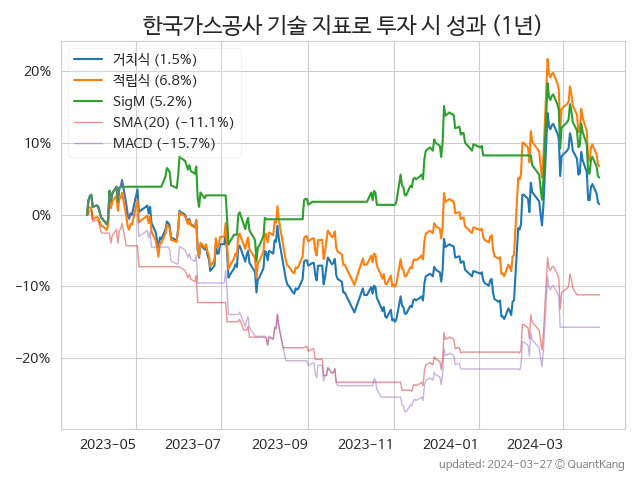 한국가스공사 기술 지표로 투자 시 성과 (1년)
거치식 (1.5%)
적립식 (6.8%)
SigM (5.2%)
SMA(20) (−11.1%)
MACD (−15.7%)
20%
10%
0%
−10%
−20%
2023-05 2023-07 2023-09 2023-11 2024-01 2024-03
updated: 2024-03-27 © QuantKang